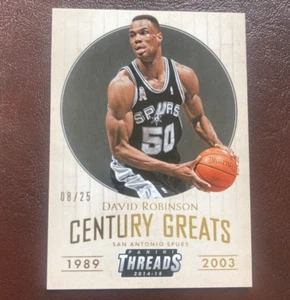 SPURS
50
08/25
DAVID ROBINSON
CENTURY GREATS
SAN ANTONIO SPURS
1989
PANINI
THREADS
2014-15
2003